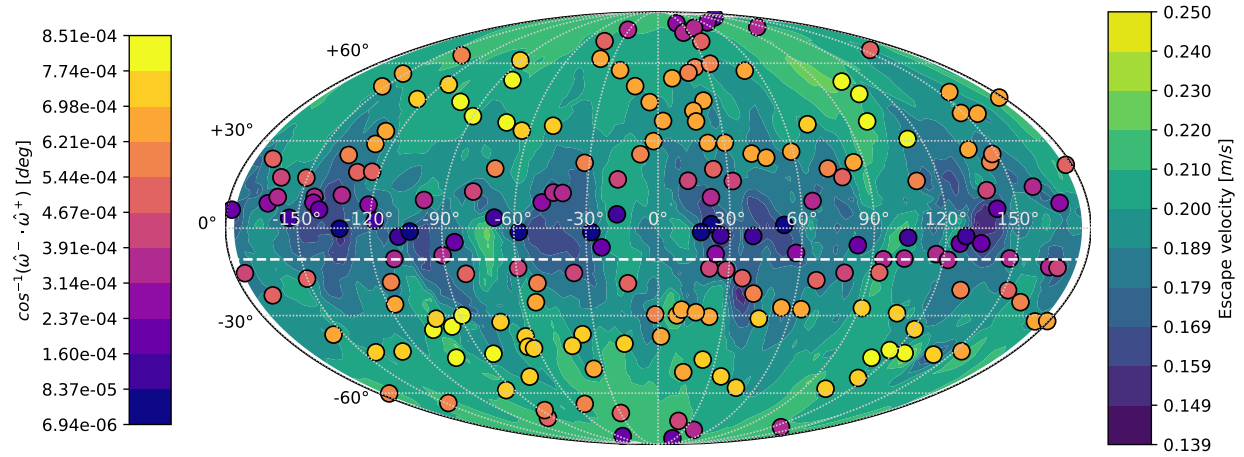 8.51e-04
7.74e-04
6.98e-04
6.21e-04
5.44e-04
4.67e-04
3.91e-04
3.14e-04
2.37e-04
1.60e-04
8.37e-05
6.94e-06
cos⁻¹(ω̂⁻ · ω̂⁺) [deg]
+60°
+30°
0°
-30°
-60°
-150° -120° -90° -60° -30° 0° 30° 60° 90° 120° 150°
0.250
0.240
0.230
0.220
0.210
0.200
0.189
0.179
0.169
0.159
0.149
0.139
Escape velocity [m/s]